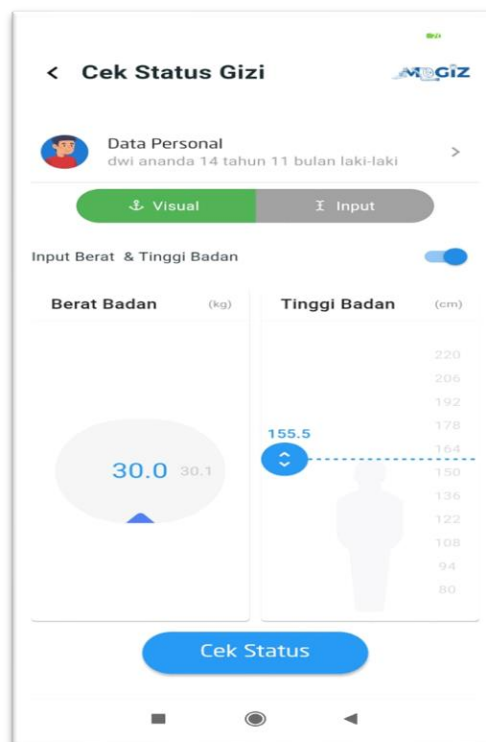 Cek Status Gizi
MGiZ
Data Personal
dwi ananda 14 tahun 11 bulan laki-laki
Visual
Input
Input Berat & Tinggi Badan
Berat Badan (kg)
Tinggi Badan (cm)
30.0 30.1
155.5
220
206
192
178
164
150
136
122
108
94
80
Cek Status